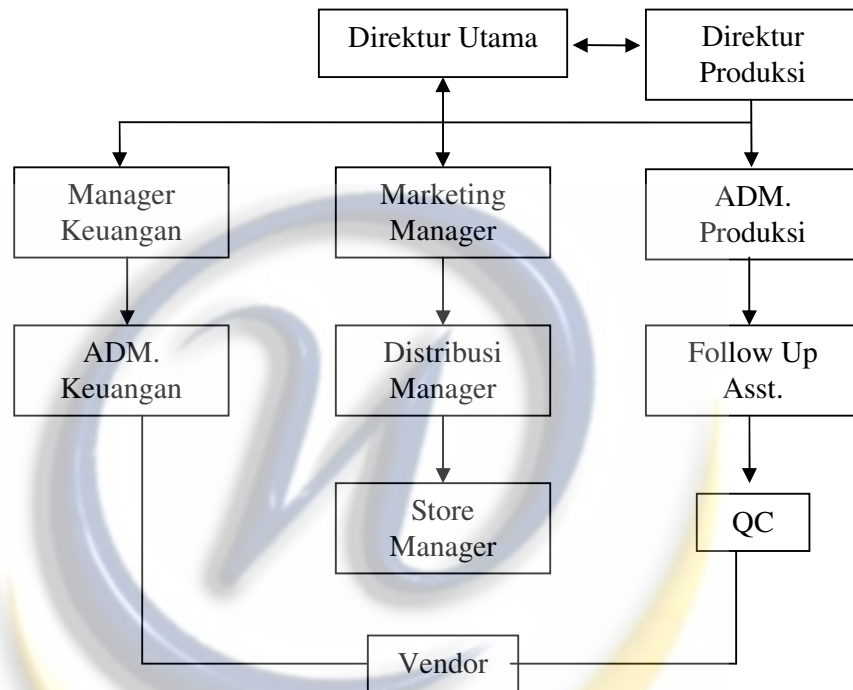 Direktur Utama
Direktur
Produksi
Manager
Keuangan
Marketing
Manager
ADM.
Produksi
ADM.
Keuangan
Distribusi
Manager
Follow Up
Asst.
Store
Manager
QC
Vendor